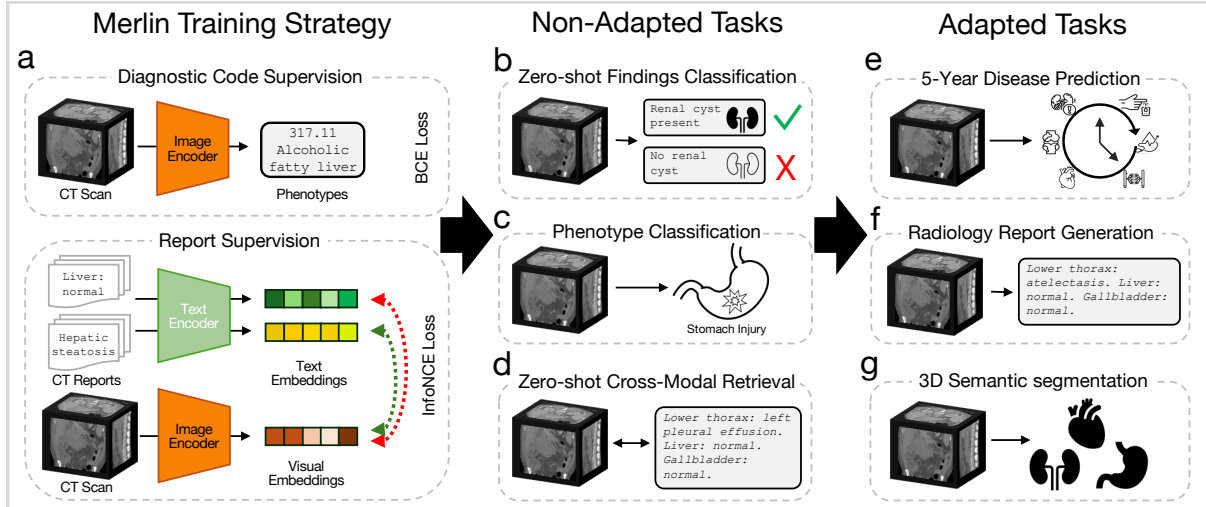 Merlin Training Strategy
Non-Adapted Tasks
Adapted Tasks
a
Diagnostic Code Supervision
CT Scan
Image
Encoder
317.11
Alcoholic
fatty liver
Phenotypes
BCE Loss
Report Supervision
Liver:
normal
Hepatic
steatosis
CT Reports
Text
Encoder
Text
Embeddings
CT Scan
Image
Encoder
Visual
Embeddings
InfoNCE Loss
b
Zero-shot Findings Classification
Renal cyst
present
No renal
cyst
c
Phenotype Classification
Stomach Injury
d
Zero-shot Cross-Modal Retrieval
Lower thorax: left
pleural effusion.
Liver: normal.
Gallbladder:
normal.
e
5-Year Disease Prediction
f
Radiology Report Generation
Lower thorax:
atelectasis. Liver:
normal. Gallbladder:
normal.
g
3D Semantic segmentation